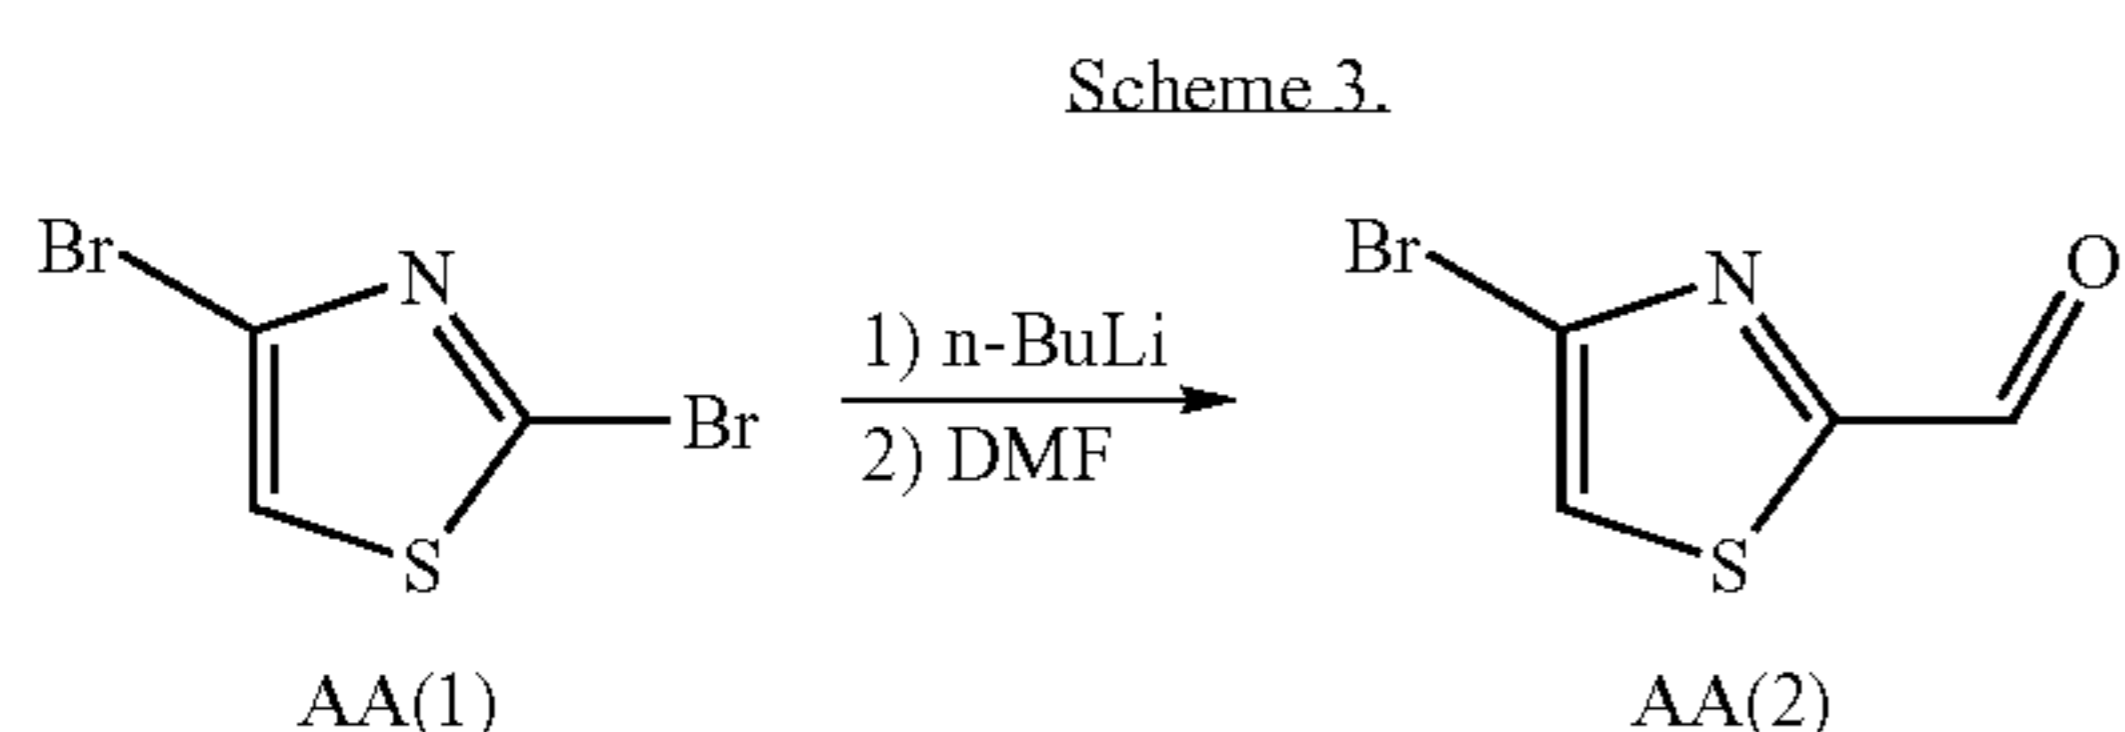 Scheme 3.
Br
N
Br
S
1) n-BuLi
2) DMF
Br
N
O
S
AA(1)
AA(2)